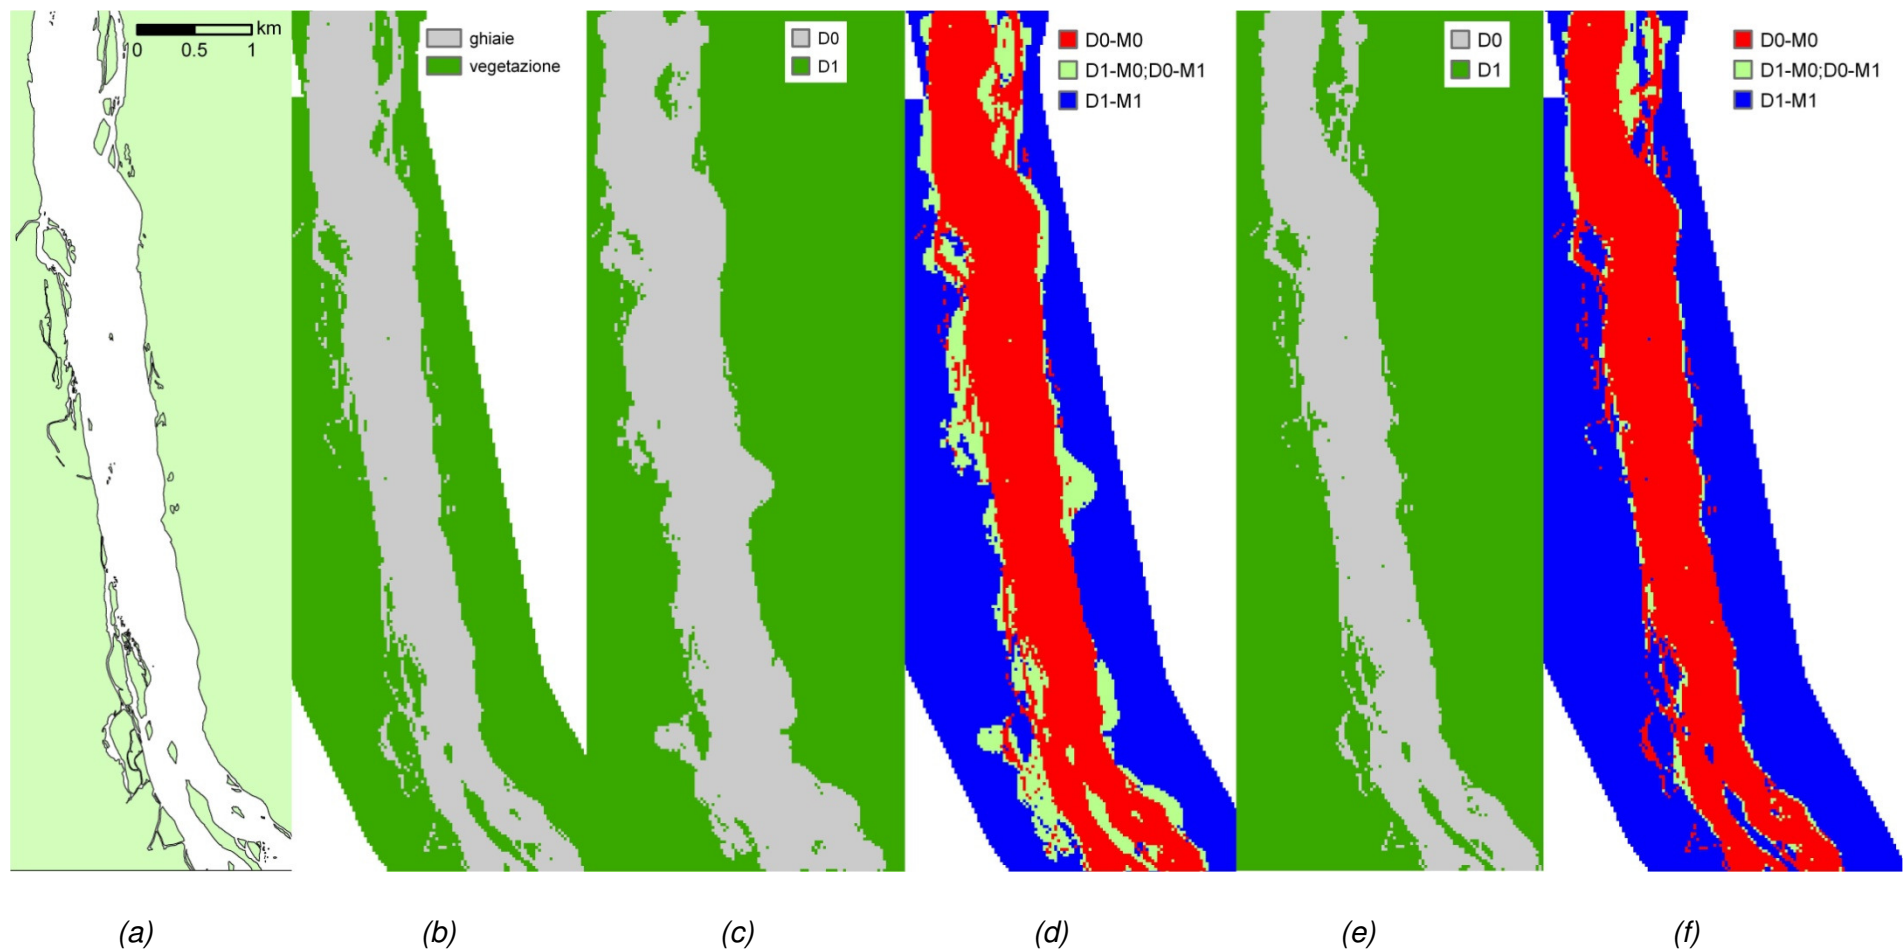 km
0 0.5 1
ghiaie
vegetazione
D0
D1
D0-M0
D1-M0;D0-M1
D1-M1
D0
D1
D0-M0
D1-M0;D0-M1
D1-M1
(a) (b) (c) (d) (e) (f)